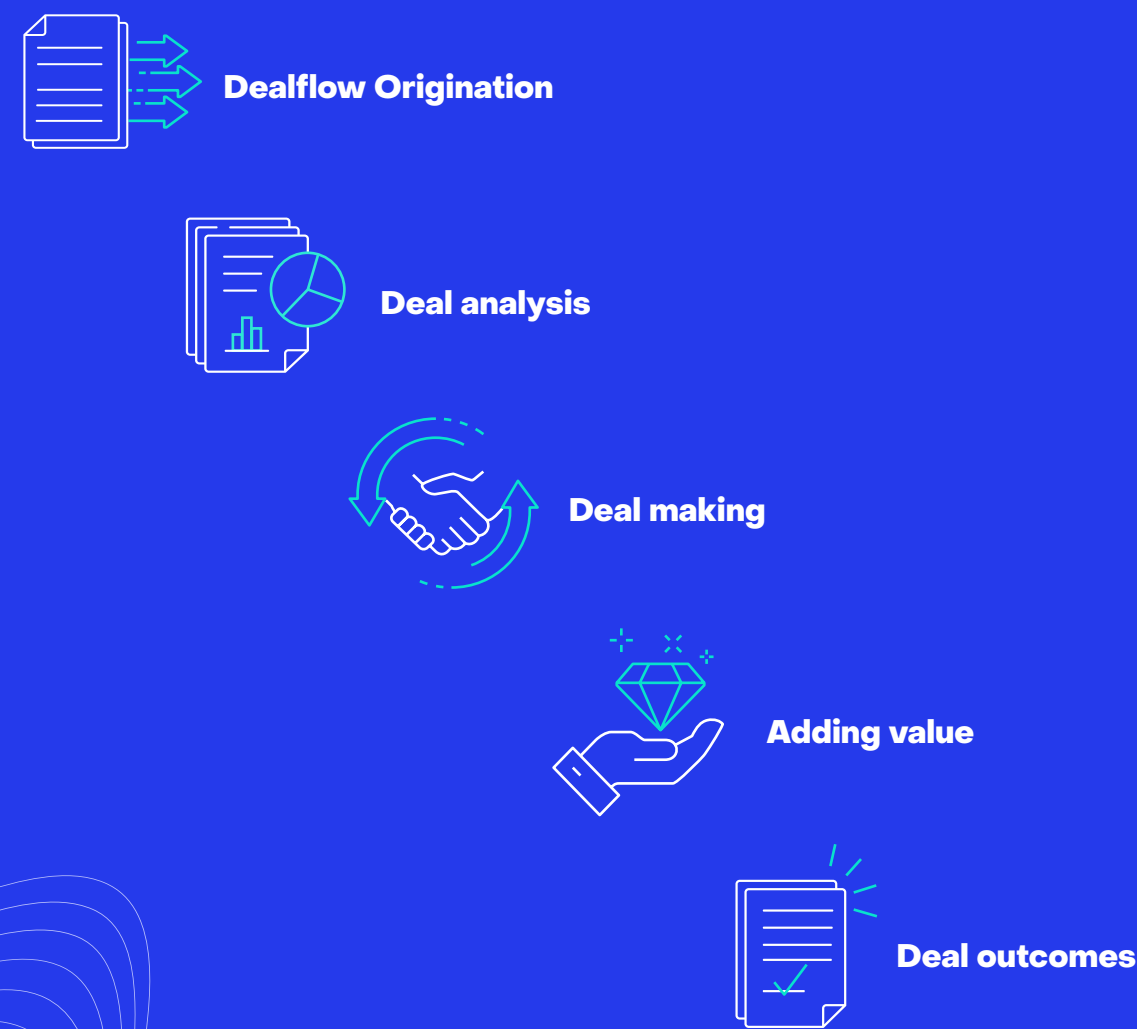 Dealflow Origination
Deal analysis
Deal making
Adding value
Deal outcomes